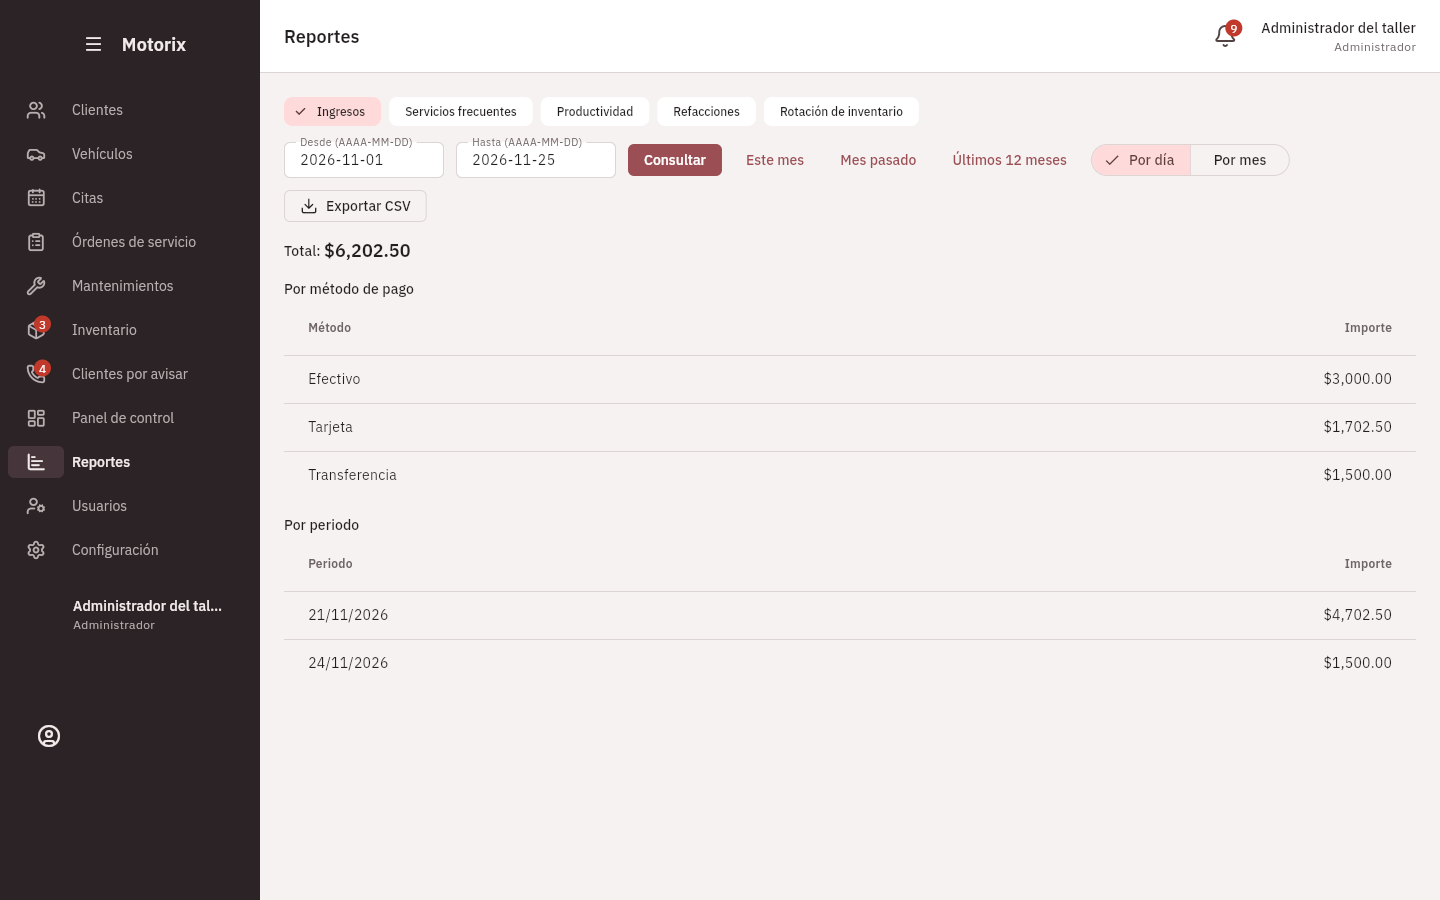 Motorix
Clientes
Vehículos
Citas
Órdenes de servicio
Mantenimientos
3
Inventario
4
Clientes por avisar
Panel de control
Reportes
Usuarios
Configuración
Administrador del tal...
Administrador
Reportes
9
Administrador del taller
Administrador
Ingresos
Servicios frecuentes
Productividad
Refacciones
Rotación de inventario
Desde (AAAA-MM-DD)
2026-11-01
Hasta (AAAA-MM-DD)
2026-11-25
Consultar
Este mes
Mes pasado
Últimos 12 meses
Por día
Por mes
Exportar CSV
Total: $6,202.50
Por método de pago
Método Importe
Efectivo $3,000.00
Tarjeta $1,702.50
Transferencia $1,500.00
Por periodo
Periodo Importe
21/11/2026 $4,702.50
24/11/2026 $1,500.00